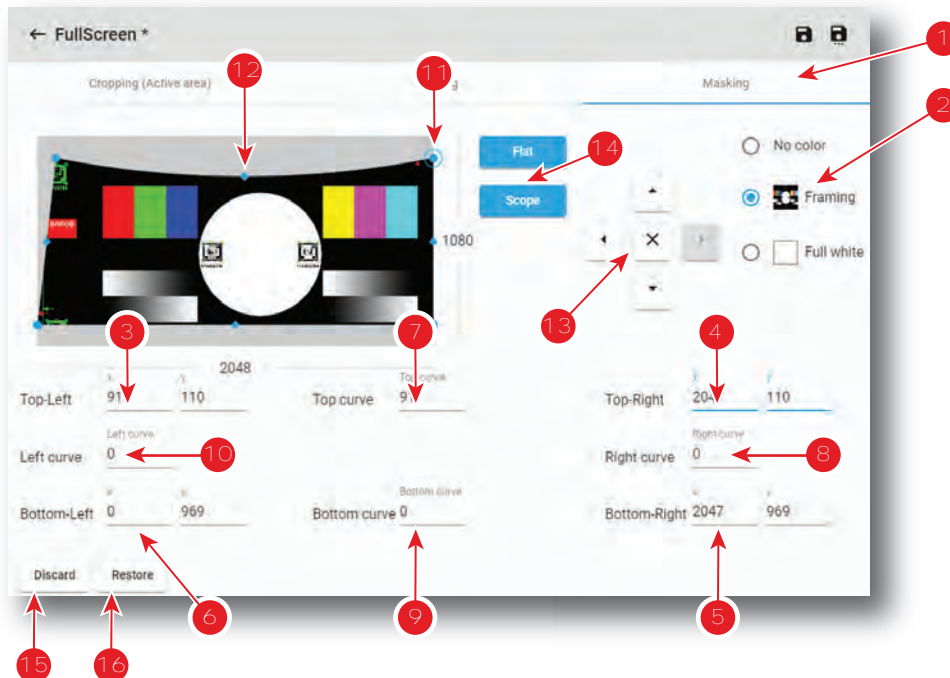 ← FullScreen *
1
Cropping (Active area)
12
11
g
Masking
2
Flat
Scope
14
No color
Framing
Full white
1080
13
2048
3
7
4
x
y
Top curve
x
y
Top-Left
91
110
Top curve
9
Top-Right
204
110
Left curve
Right curve
Left curve
0
10
Right curve
0
8
x
y
Bottom curve
x
y
Bottom-Left
0
969
Bottom curve
0
Bottom-Right
2047
969
Discard
Restore
6
9
5
15
16